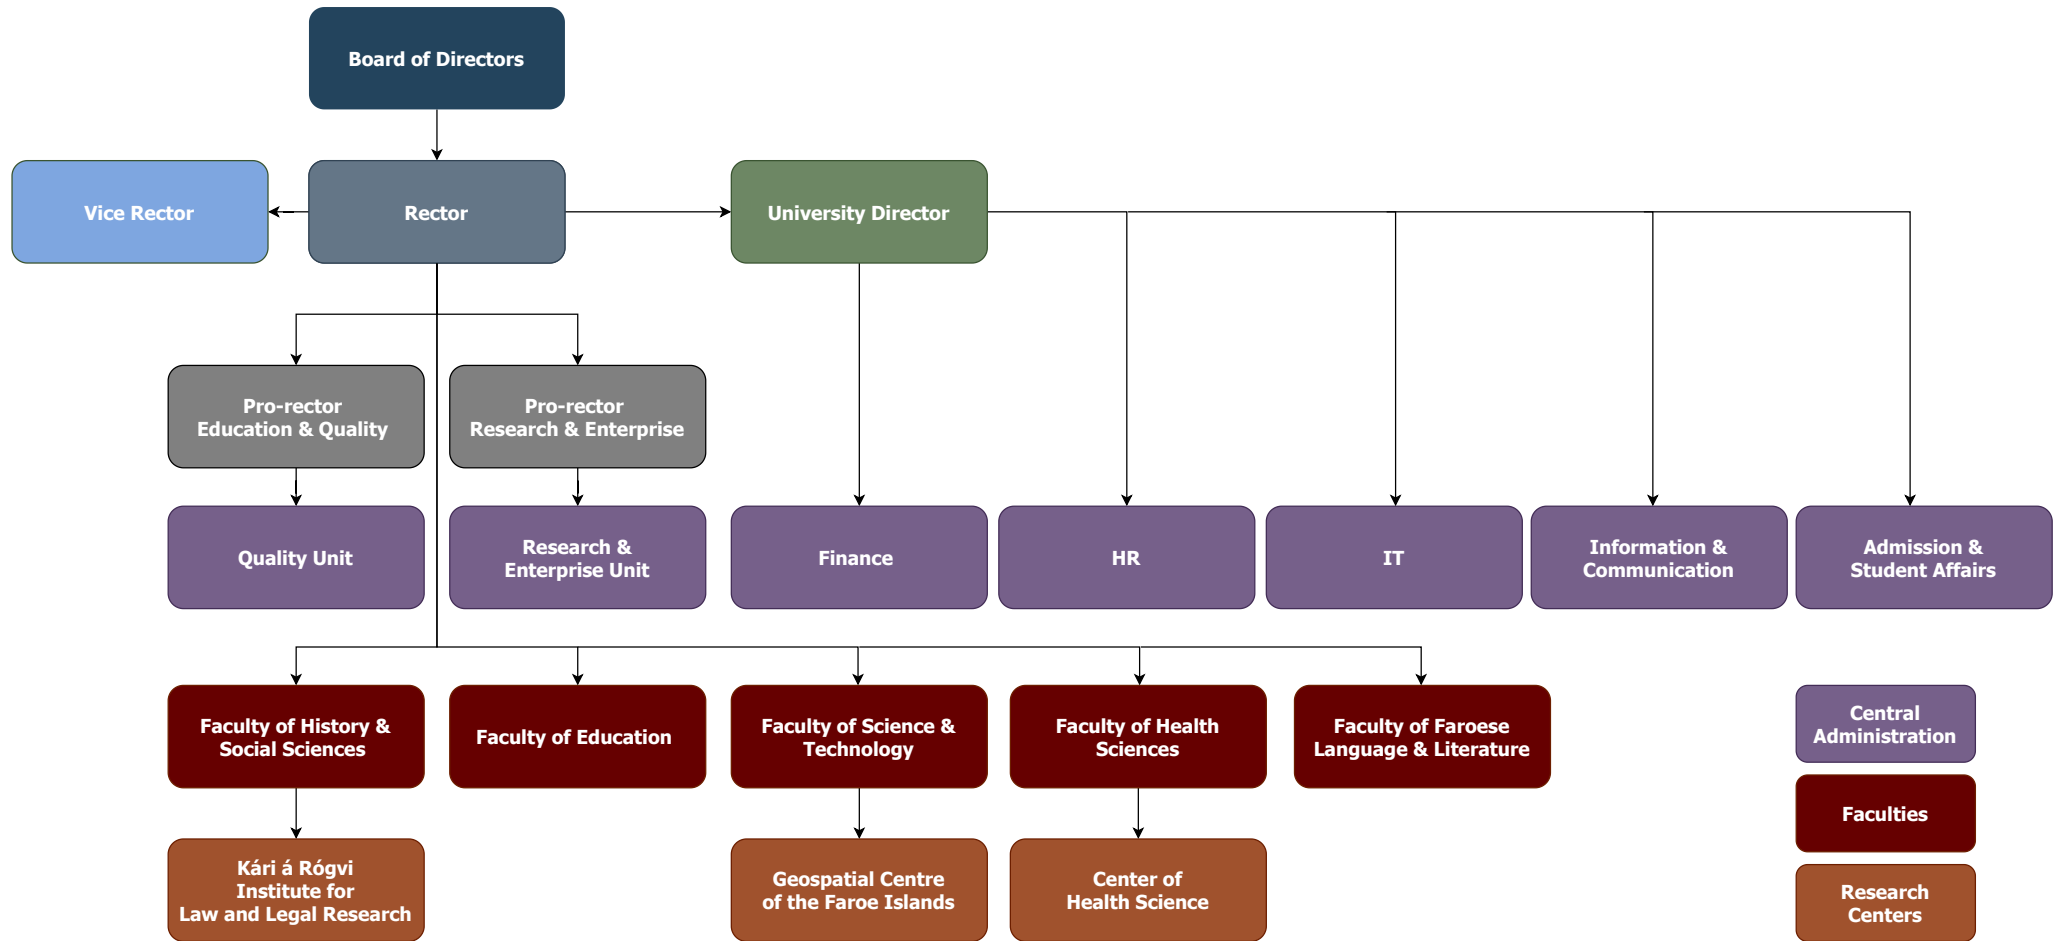 Board of Directors
Vice Rector
Rector
University Director
Pro-rector
Education & Quality
Pro-rector
Research & Enterprise
Quality Unit
Research &
Enterprise Unit
Finance
HR
IT
Information &
Communication
Admission &
Student Affairs
Faculty of History &
Social Sciences
Faculty of Education
Faculty of Science &
Technology
Faculty of Health
Sciences
Faculty of Faroese
Language & Literature
Kári á Rógvi
Institute for
Law and Legal Research
Geospatial Centre
of the Faroe Islands
Center of
Health Science
Central
Administration
Faculties
Research
Centers